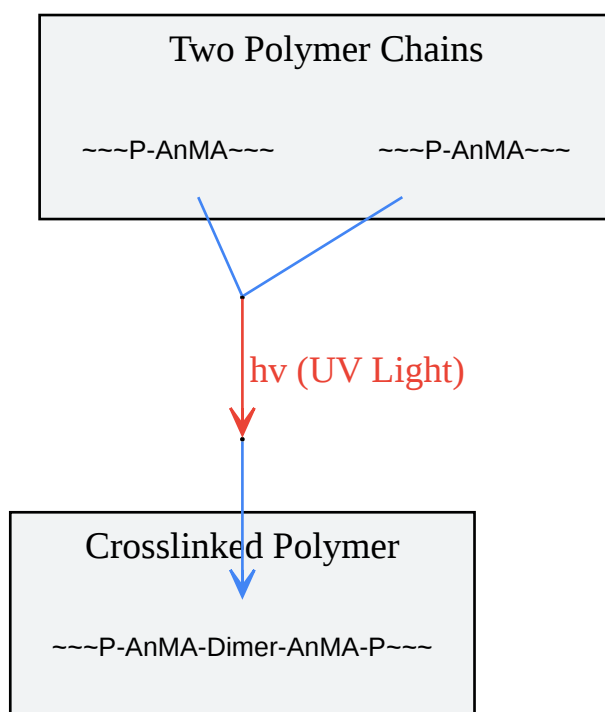 Two Polymer Chains
~~~P-AnMA~~~ ~~~P-AnMA~~~
hv (UV Light)
Crosslinked Polymer
~~~P-AnMA-Dimer-AnMA-P~~~